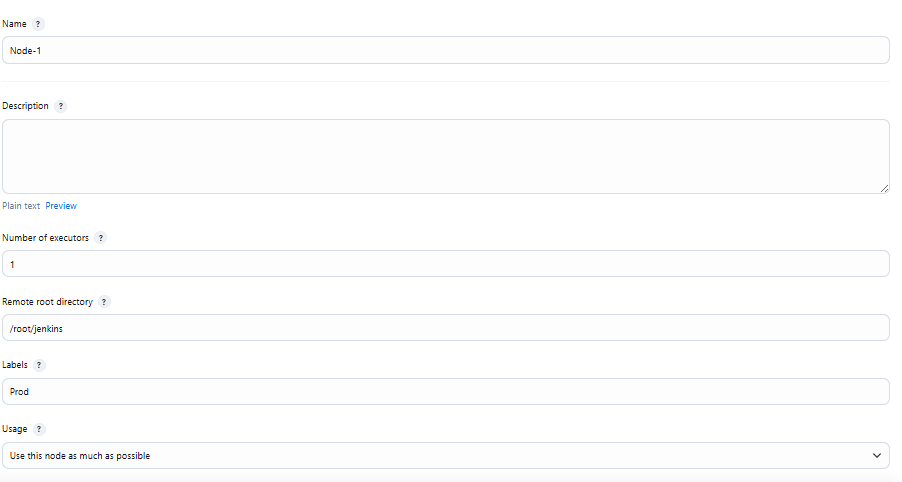 Name ?
Node-1
Description ?
Plain text Preview
Number of executors ?
1
Remote root directory ?
/root/jenkins
Labels ?
Prod
Usage ?
Use this node as much as possible